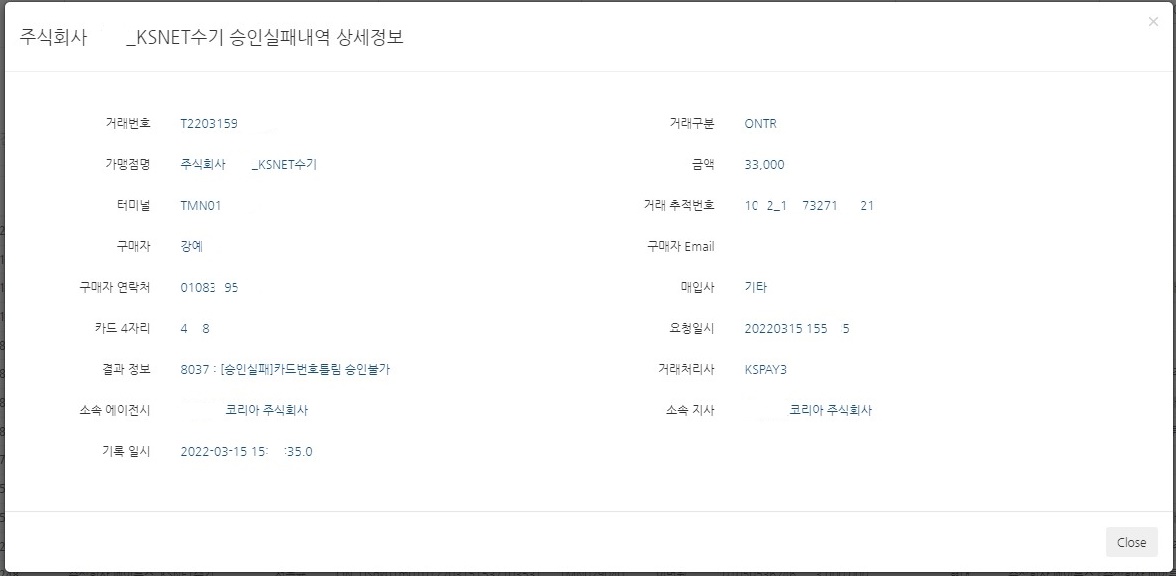 ×
주식회사 _KSNET수기 승인실패내역 상세정보
거래번호 T2203159 거래구분 ONTR
가맹점명 주식회사 _KSNET수기 금액 33,000
터미널 TMN01 거래 추적번호 10 2_1 73271 21
구매자 강예 구매자 Email
구매자 연락처 01083 95 매입사 기타
카드 4자리 4 8 요청일시 20220315 155 5
결과 정보 8037 : [승인실패]카드번호틀림 승인불가 거래처리사 KSPAY3
소속 에이전시 코리아 주식회사 소속 지사 코리아 주식회사
기록 일시 2022-03-15 15: :35.0
Close